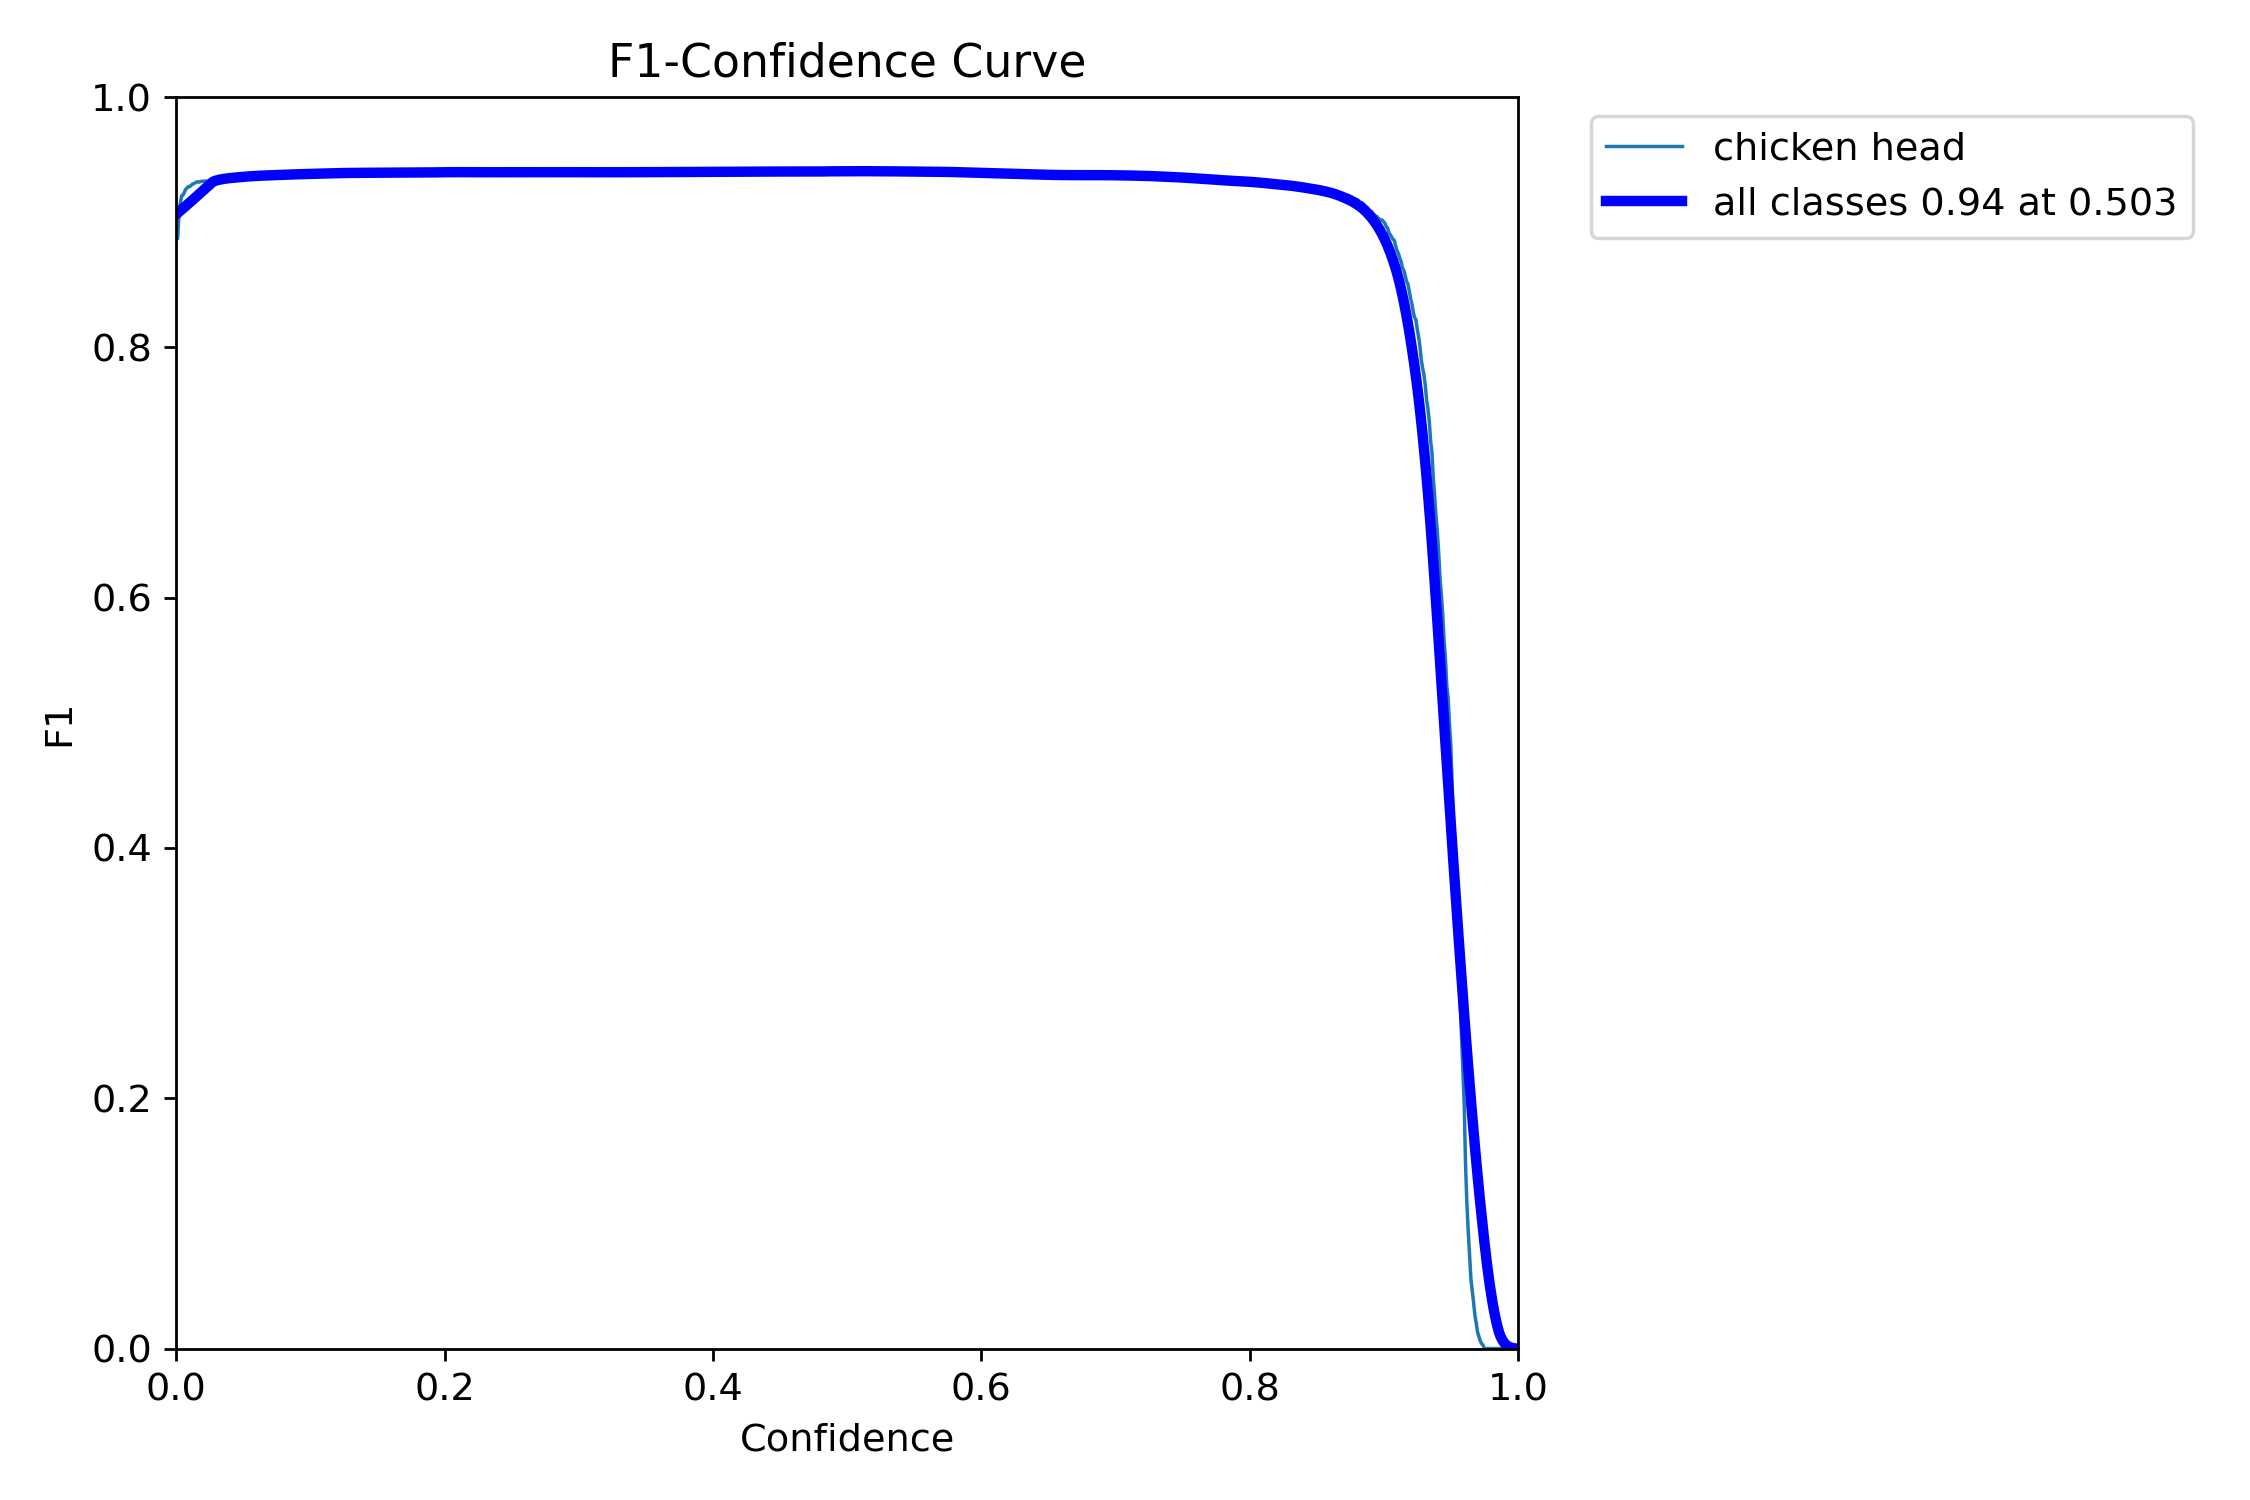 F1-Confidence Curve
1.0
0.8
0.6
0.4
0.2
0.0
F1
0.0 0.2 0.4 0.6 0.8 1.0
Confidence
chicken head
all classes 0.94 at 0.503